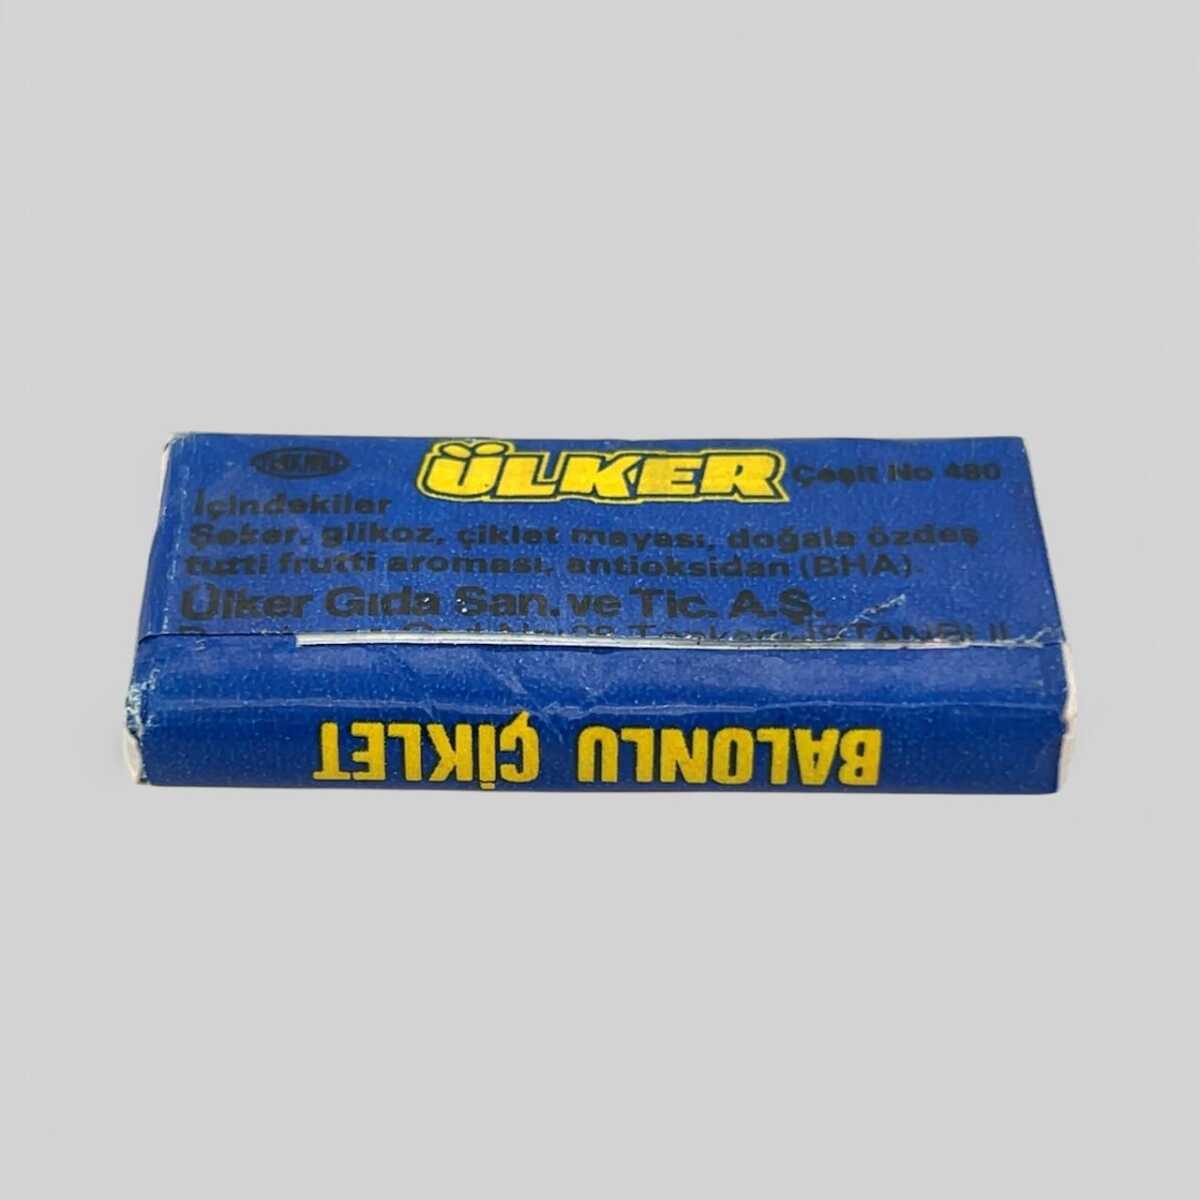 ÜLKER Çeşit No 480
İçindekiler
Şeker, glikoz, çiklet mayası, doğala özdeş
tutti frutti aroması, antioksidan (BHA).
Ülker Gıda San. ve Tic. A.Ş.
İSTANBUL
BALONLU ÇİKLET